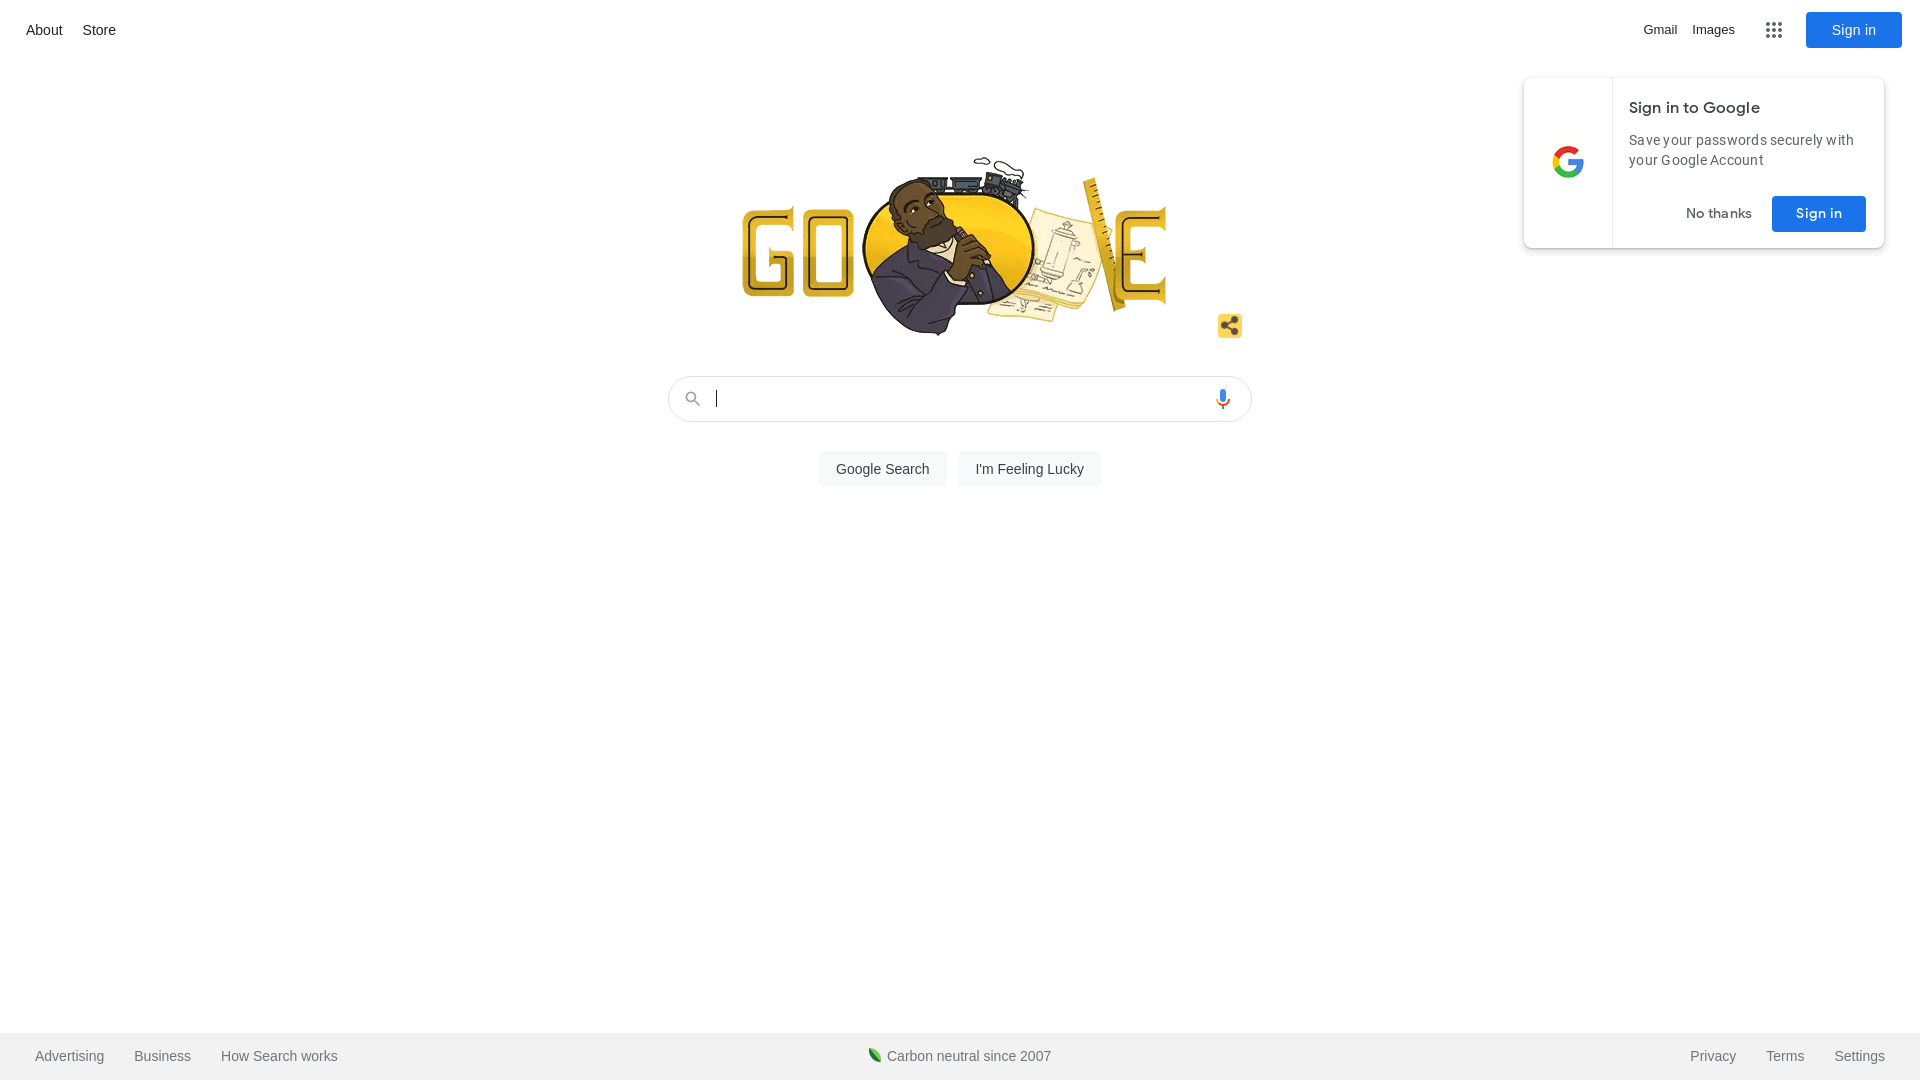 About Store
Gmail Images Sign in
Sign in to Google
Save your passwords securely with
your Google Account
No thanks Sign in
GO E
Google Search I'm Feeling Lucky
Advertising Business How Search works
Carbon neutral since 2007
Privacy Terms Settings